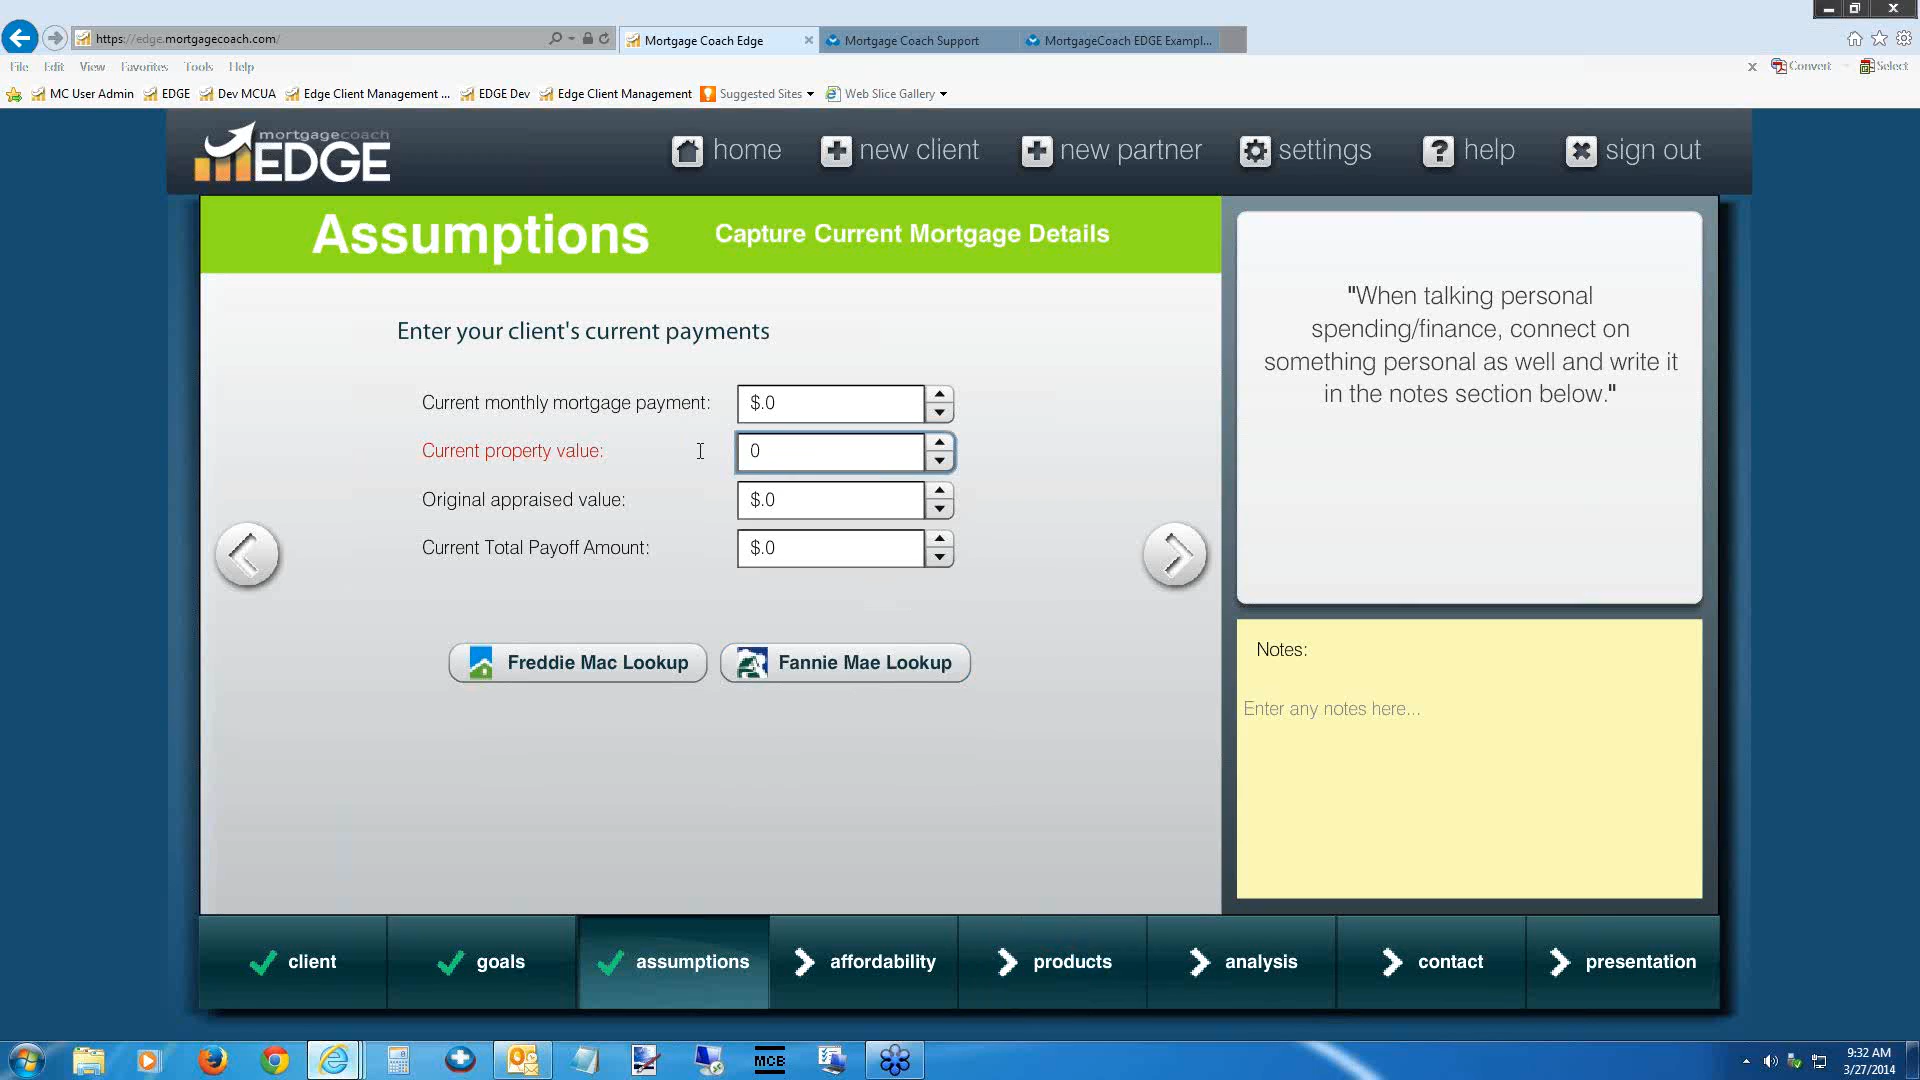 https://edge.mortgagecoach.com/
Mortgage Coach Edge
Mortgage Coach Support
MortgageCoach EDGE Exampl...
File Edit View Favorites Tools Help
Convert
Select
MC User Admin
EDGE
Dev MCUA
Edge Client Management ...
EDGE Dev
Edge Client Management
Suggested Sites
Web Slice Gallery
mortgagecoach
EDGE
home
new client
new partner
settings
help
sign out
Assumptions
Capture Current Mortgage Details
Enter your client's current payments
Current monthly mortgage payment: $.0
Current property value: 0
Original appraised value: $.0
Current Total Payoff Amount: $.0
Freddie Mac Lookup
Fannie Mae Lookup
"When talking personal
spending/finance, connect on
something personal as well and write it
in the notes section below."
Notes:
Enter any notes here...
client
goals
assumptions
affordability
products
analysis
contact
presentation
MCB
9:32 AM
3/27/2014